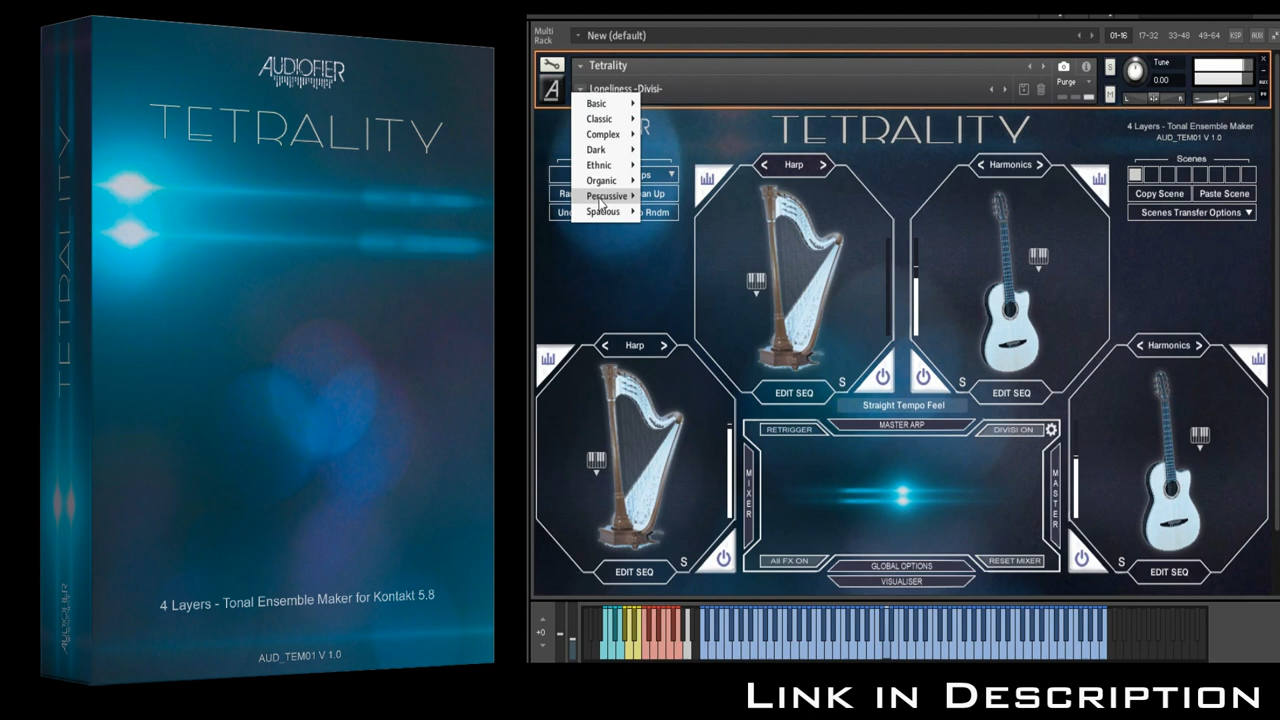 AUDIOFIER
TETRALITY
TETRALITY
4 Layers - Tonal Ensemble Maker for Kontakt 5.8
AUD_TEM01 V 1.0
AUDIOFIER
Multi
Rack
New (default)
01-16
17-32
33-48
49-64
KSP
AUX
Tetrality
Purge
S
M
Tune
0.00
L
R
AUX
PV
Loneliness -Divisi-
Basic
Classic
Complex
Dark
Ethnic
Organic
Percussive
Spacious
TETRALITY
4 Layers - Tonal Ensemble Maker
AUD_TEM01 V 1.0
Scenes
Copy Scene
Paste Scene
Scenes Transfer Options
Harp
Harmonics
Harp
Harmonics
S
S
EDIT SEQ
EDIT SEQ
Straight Tempo Feel
RETRIGGER
MASTER ARP
DIVISI ON
MIXER
MASTER
All FX ON
GLOBAL OPTIONS
RESET MIXER
VISUALISER
S
S
EDIT SEQ
EDIT SEQ
+0
LINK IN DESCRIPTION